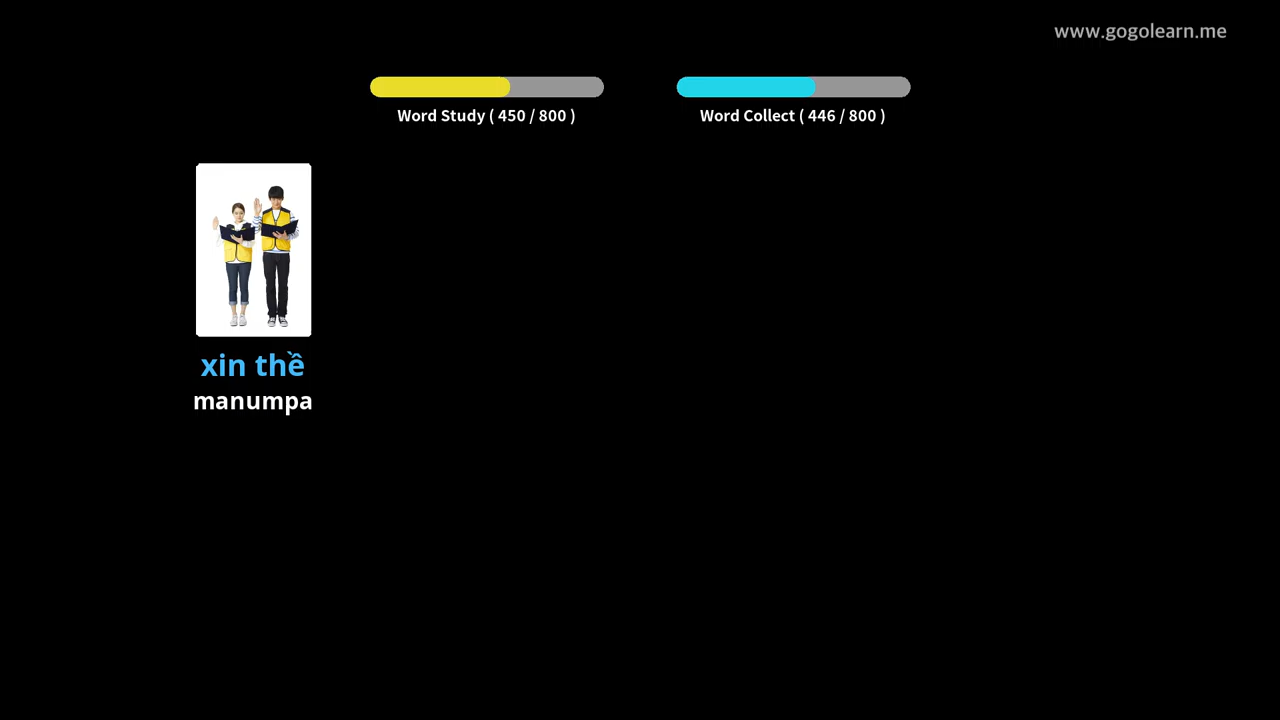 www.gogolearn.me
Word Study ( 450 / 800 )
Word Collect ( 446 / 800 )
xin thề
manumpa